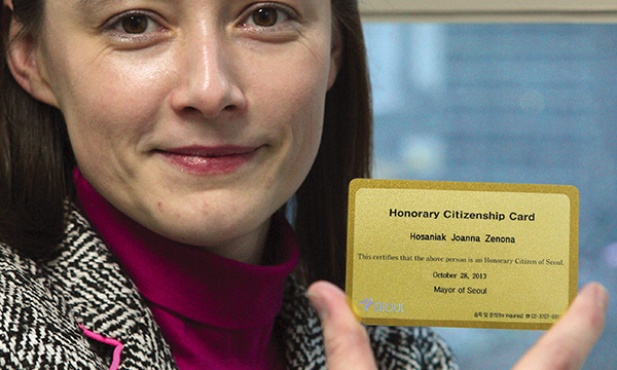 Honorary Citizenship Card
Hosaniak Joanna Zenona
This certifies that the above person is an Honorary Citizen of Seoul.
October 28, 2013
Mayor of Seoul
SEOUL